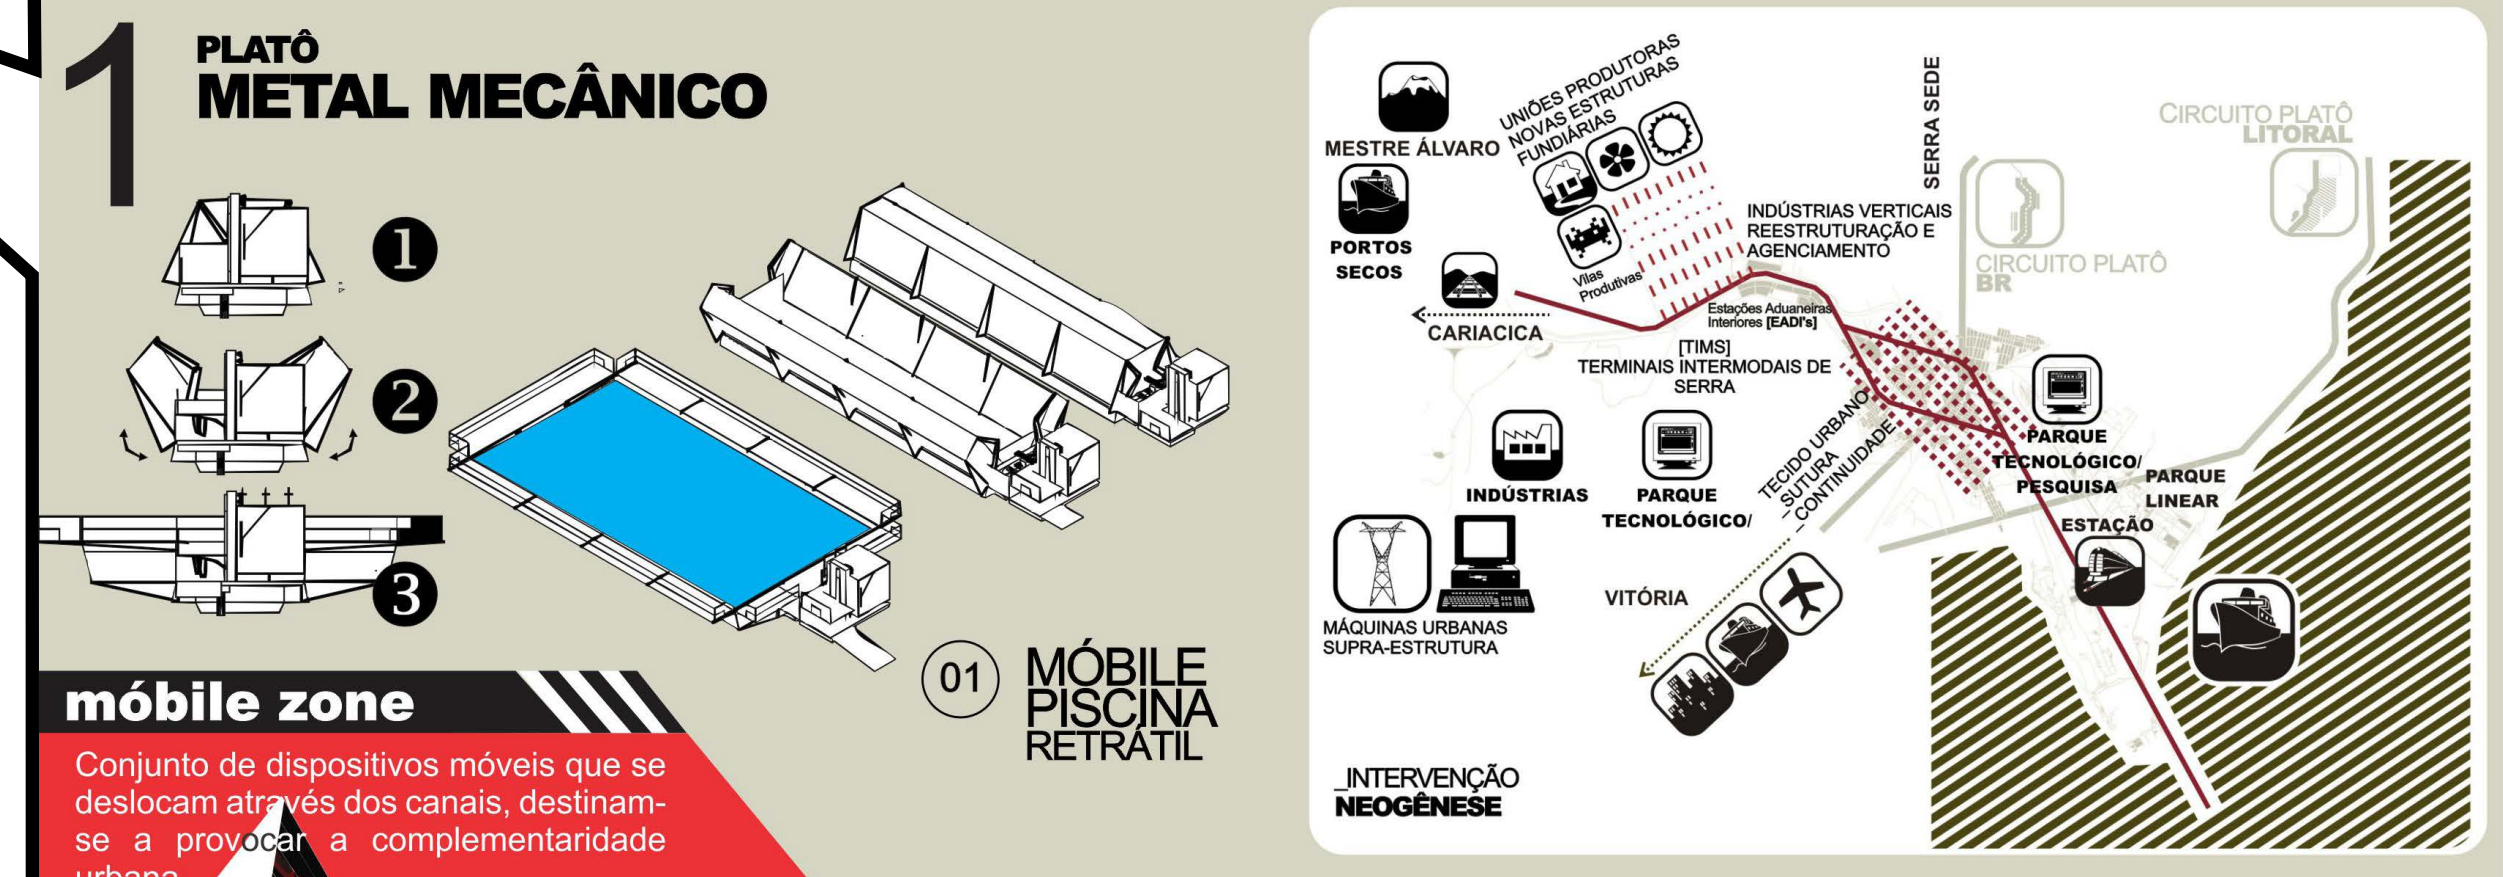 1
PLATÔ
METAL MECÂNICO
1
2
3
01
MÓBILE
PISCINA
RETRÁTIL
móbile zone
Conjunto de dispositivos móveis que se
deslocam através dos canais, destinam-
se a provocar a complementaridade
urbana
MESTRE ÁLVARO
PORTOS
SECOS
UNIÕES PRODUTORAS
NOVAS ESTRUTURAS
FUNDIÁRIAS
Vilas
Produtivas
CARIACICA
SERRA SEDE
INDÚSTRIAS VERTICAIS
REESTRUTURAÇÃO E
AGENCIAMENTO
CIRCUITO PLATÔ
LITORAL
CIRCUITO PLATÔ
BR
Estações Aduaneiras
Interiores [EADI's]
[TIMS]
TERMINAIS INTERMODAIS DE
SERRA
INDÚSTRIAS
PARQUE
TECNOLÓGICO/
TECIDO URBANO
_SUTURA
_CONTINUIDADE
PARQUE
TECNOLÓGICO/
PESQUISA
PARQUE
LINEAR
ESTAÇÃO
MÁQUINAS URBANAS
SUPRA-ESTRUTURA
VITÓRIA
_INTERVENÇÃO
NEOGÊNESE